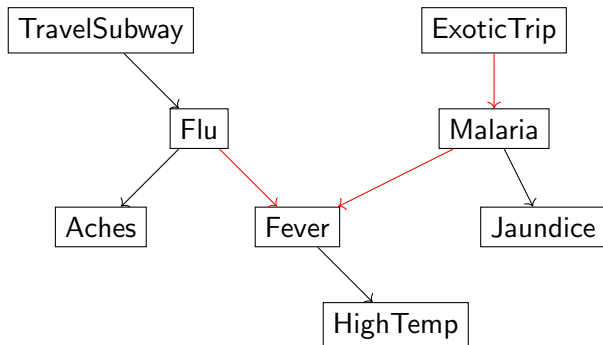 TravelSubway
ExoticTrip
Flu
Malaria
Aches
Fever
Jaundice
HighTemp